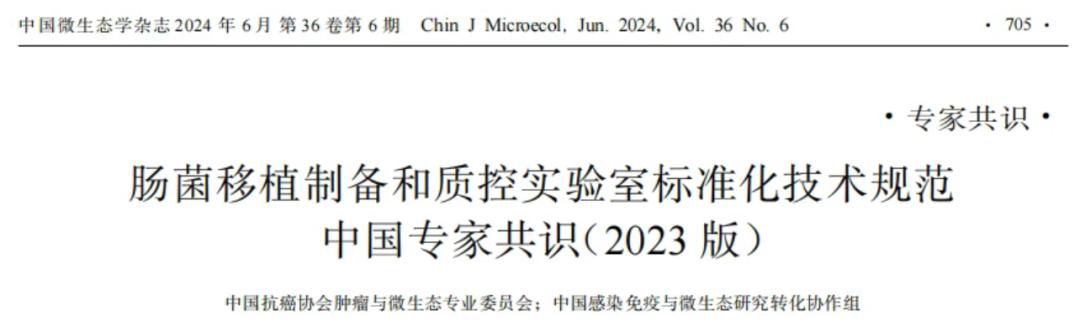 中国微生态学杂志 2024 年 6 月 第 36 卷第 6 期 Chin J Microecol, Jun. 2024, Vol. 36 No. 6 · 705 ·
· 专家共识 ·
肠菌移植制备和质控实验室标准化技术规范
中国专家共识（2023 版）
中国抗癌协会肿瘤与微生态专业委员会；中国感染免疫与微生态研究转化协作组